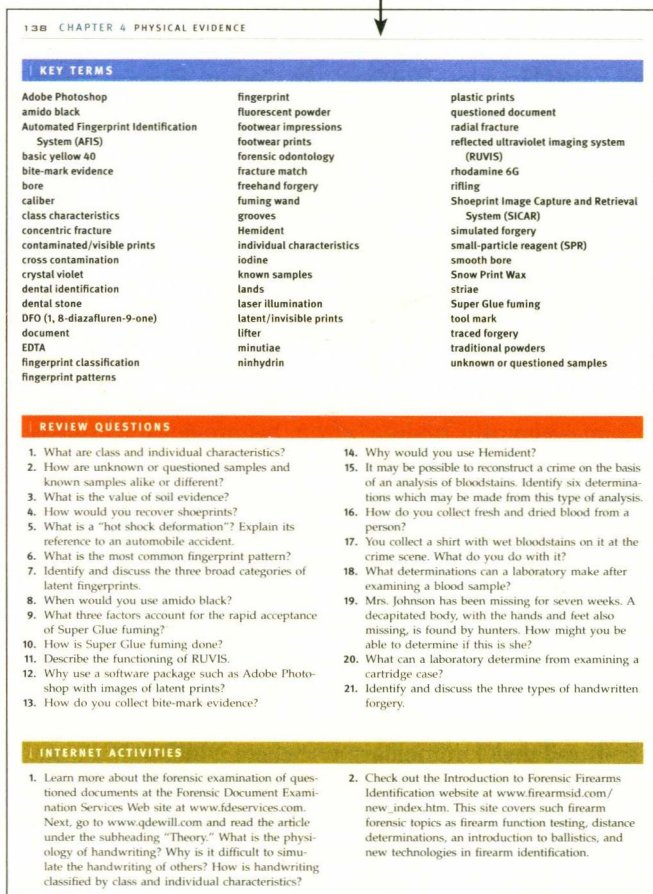 138 CHAPTER 4 PHYSICAL EVIDENCE
KEY TERMS
Adobe Photoshop
amido black
Automated Fingerprint Identification
System (AFIS)
basic yellow 40
bite-mark evidence
bore
caliber
class characteristics
concentric fracture
contaminated/visible prints
cross contamination
crystal violet
dental identification
dental stone
DFO (1, 8-diazafluren-9-one)
document
EDTA
fingerprint classification
fingerprint patterns
fingerprint
fluorescent powder
footwear impressions
footwear prints
forensic odontology
fracture match
freehand forgery
fuming wand
grooves
Hemident
individual characteristics
iodine
known samples
lands
laser illumination
latent/invisible prints
lifter
minutiae
ninhydrin
plastic prints
questioned document
radial fracture
reflected ultraviolet imaging system
(RUVIS)
rhodamine 6G
rifling
Shoeprint Image Capture and Retrieval
System (SICAR)
simulated forgery
small-particle reagent (SPR)
smooth bore
Snow Print Wax
striae
Super Glue fuming
tool mark
traced forgery
traditional powders
unknown or questioned samples
REVIEW QUESTIONS
1. What are class and individual characteristics?
2. How are unknown or questioned samples and
known samples alike or different?
3. What is the value of soil evidence?
4. How would you recover shoeprints?
5. What is a "hot shock deformation"? Explain its
reference to an automobile accident.
6. What is the most common fingerprint pattern?
7. Identify and discuss the three broad categories of
latent fingerprints.
8. When would you use amido black?
9. What three factors account for the rapid acceptance
of Super Glue fuming?
10. How is Super Glue fuming done?
11. Describe the functioning of RUVIS.
12. Why use a software package such as Adobe Photo-
shop with images of latent prints?
13. How do you collect bite-mark evidence?
14. Why would you use Hemident?
15. It may be possible to reconstruct a crime on the basis
of an analysis of bloodstains. Identify six determina-
tions which may be made from this type of analysis.
16. How do you collect fresh and dried blood from a
person?
17. You collect a shirt with wet bloodstains on it at the
crime scene. What do you do with it?
18. What determinations can a laboratory make after
examining a blood sample?
19. Mrs. Johnson has been missing for seven weeks. A
decapitated body, with the hands and feet also
missing, is found by hunters. How might you be
able to determine if this is she?
20. What can a laboratory determine from examining a
cartridge case?
21. Identify and discuss the three types of handwritten
forgery.
INTERNET ACTIVITIES
1. Learn more about the forensic examination of ques-
tioned documents at the Forensic Document Exami-
nation Services Web site at www.fdeservices.com.
Next, go to www.qdewill.com and read the article
under the subheading "Theory." What is the physi-
ology of handwriting? Why is it difficult to simu-
late the handwriting of others? How is handwriting
classified by class and individual characteristics?
2. Check out the Introduction to Forensic Firearms
Identification website at www.firearmsid.com/
new_index.htm. This site covers such firearm
forensic topics as firearm function testing, distance
determinations, an introduction to ballistics, and
new technologies in firearm identification.